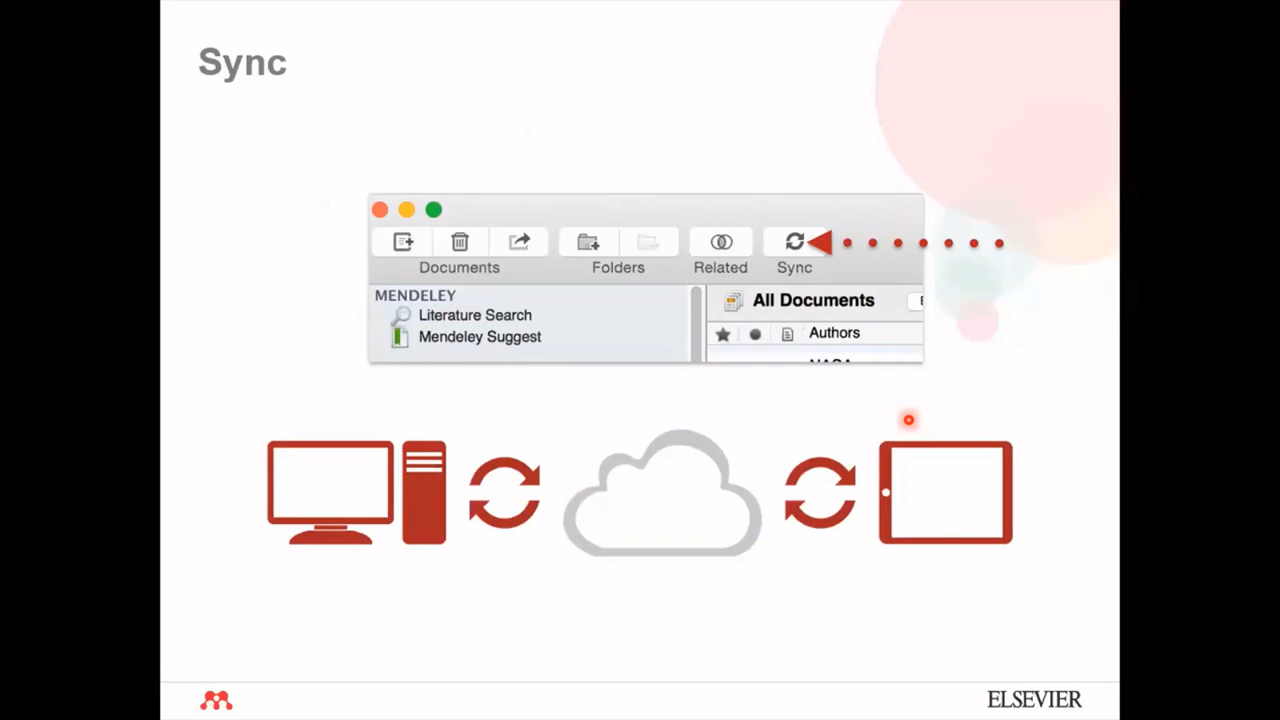 Sync
Documents
Folders
Related
Sync
MENDELEY
Literature Search
Mendeley Suggest
All Documents
Authors
ELSEVIER